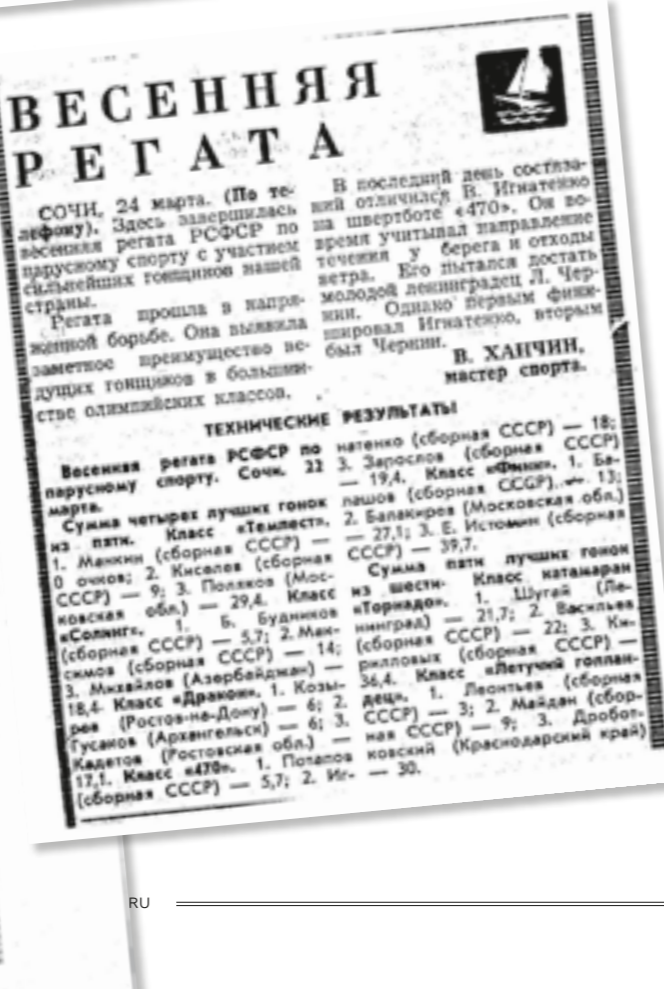 ВЕСЕННЯЯ
РЕГАТА
СОЧИ, 24 марта. (По те-
лефону). Здесь завершилась
весенняя регата РСФСР по
парусному спорту с участием
сильнейших гонщиков нашей
страны.
Регата прошла в напря-
женной борьбе. Она выявила
заметное преимущество ве-
дущих гонщиков в большин-
стве олимпийских классов.
В последний день состяза-
ний отличился В. Игнатенко
на швертботе «470». Он во-
время учитывал направление
течения у берега и отходы
ветра. Его пытался достать
молодой ленинградец Л. Чер-
нин. Однако первым фини-
шировал Игнатенко, вторым
был Чернин.
В. ХАНЧИН,
мастер спорта.
ТЕХНИЧЕСКИЕ РЕЗУЛЬТАТЫ
Весенняя регата РСФСР по
парусному спорту. Сочи. 22
марта.
Сумма четырех лучших гонок
из пяти. Класс «Темпест».
1. Манкин (сборная СССР) —
0 очков; 2. Киселев (сборная
СССР) — 9; 3. Поляков (Мос-
ковская обл.) — 29,4. Класс
«Солинг». 1. Б. Будников
(сборная СССР) — 5,7; 2. Мак-
симов (сборная СССР) — 14;
3. Михайлов (Азербайджан) —
18,4. Класс «Дракон». 1. Козы-
рев (Ростов-на-Дону) — 6; 2.
Гусаков (Архангельск) — 6; 3.
Кадетов (Ростовская обл.) —
17,1. Класс «470». 1. Потапов
(сборная СССР) — 5,7; 2. Иг-
натенко (сборная СССР) — 18;
3. Зарослов (сборная СССР)
— 19,4. Класс «Финн». 1. Ба-
лашов (сборная СССР) — 13;
2. Балакирев (Московская обл.)
— 27,1; 3. Е. Истомин (сборная
СССР) — 39,7.
Сумма пяти лучших гонок
из шести. Класс катамаран
«Торнадо». 1. Шугай (Ле-
нинград) — 21,7; 2. Васильев
(сборная СССР) — 22; 3. Ки-
рилловых (сборная СССР) —
36,4. Класс «Летучий голлан-
дец». 1. Леонтьев (сборная
СССР) — 3; 2. Майдан (сбор-
ная СССР) — 9; 3. Дробот-
ковский (Краснодарский край)
— 30.
RU